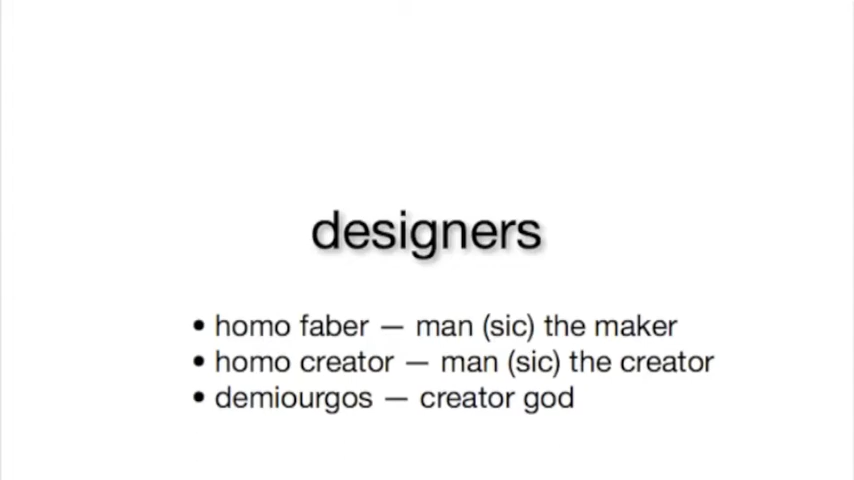 designers
• homo faber — man (sic) the maker
• homo creator — man (sic) the creator
• demiourgos — creator god